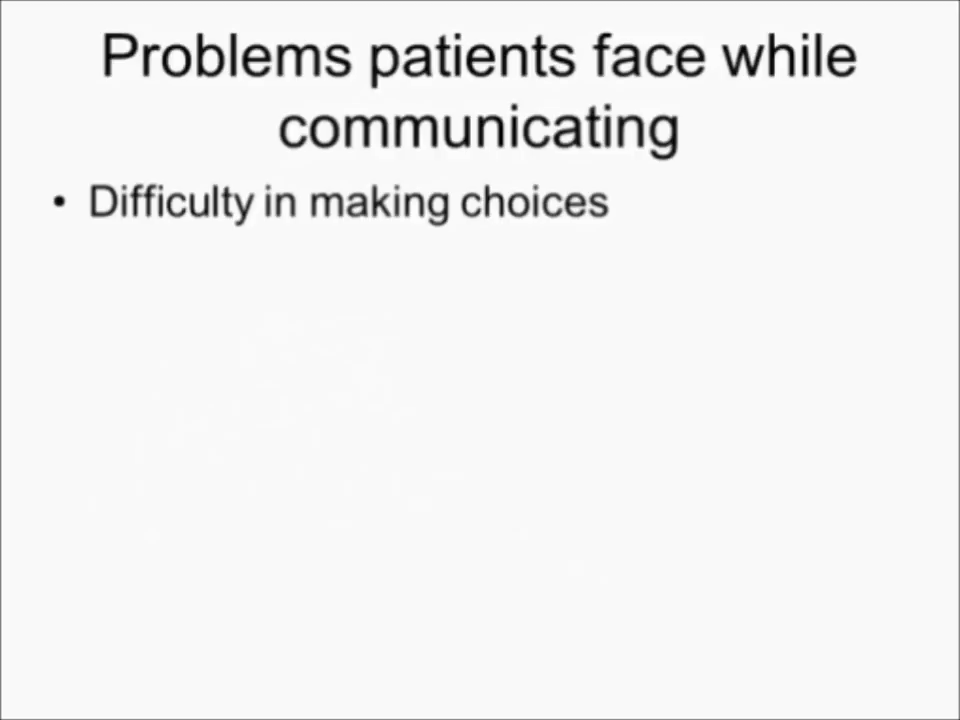 Problems patients face while
communicating
• Difficulty in making choices